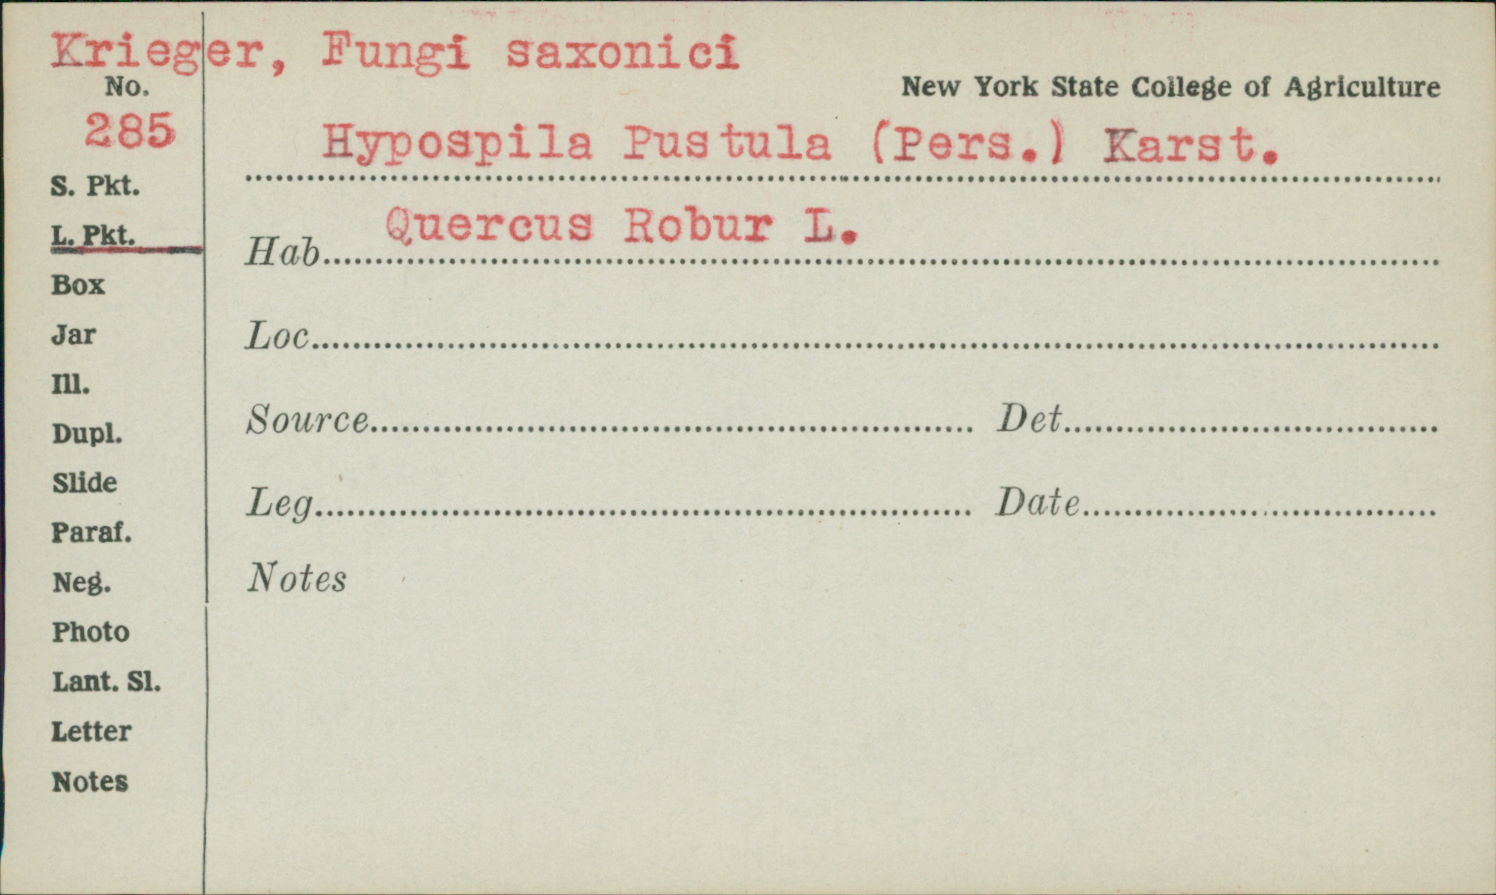 Krieger, Fungi saxonici
No.
New York State College of Agriculture
285
Hypospila Pustula (Pers.) Karst.
S. Pkt.
L. Pkt.
Quercus Robur L.
Hab.
Box
Loc.
Jar
Ill.
Source
Det.
Dupl.
Slide
Leg.
Date
Paraf.
Notes
Neg.
Photo
Lant. Sl.
Letter
Notes